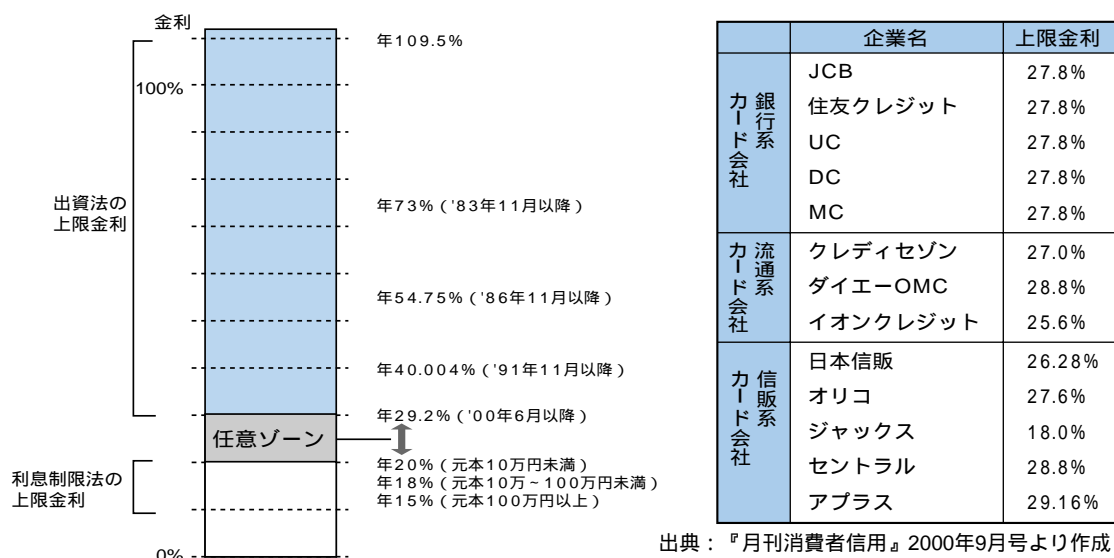 金利
年109.5%
100%
出資法の
上限金利
年73%('83年11月以降)
年54.75%('86年11月以降)
年40.004%('91年11月以降)
年29.2%('00年6月以降)
任意ゾーン
年20%(元本10万円未満)
年18%(元本10万~100万円未満)
年15%(元本100万円以上)
利息制限法の
上限金利
0%
企業名 上限金利
銀行系
カード会社
JCB 27.8%
住友クレジット 27.8%
UC 27.8%
DC 27.8%
MC 27.8%
流通系
カード会社
クレディセゾン 27.0%
ダイエーOMC 28.8%
イオンクレジット 25.6%
信販系
カード会社
日本信販 26.28%
オリコ 27.6%
ジャックス 18.0%
セントラル 28.8%
アプラス 29.16%
出典:『月刊消費者信用』2000年9月号より作成